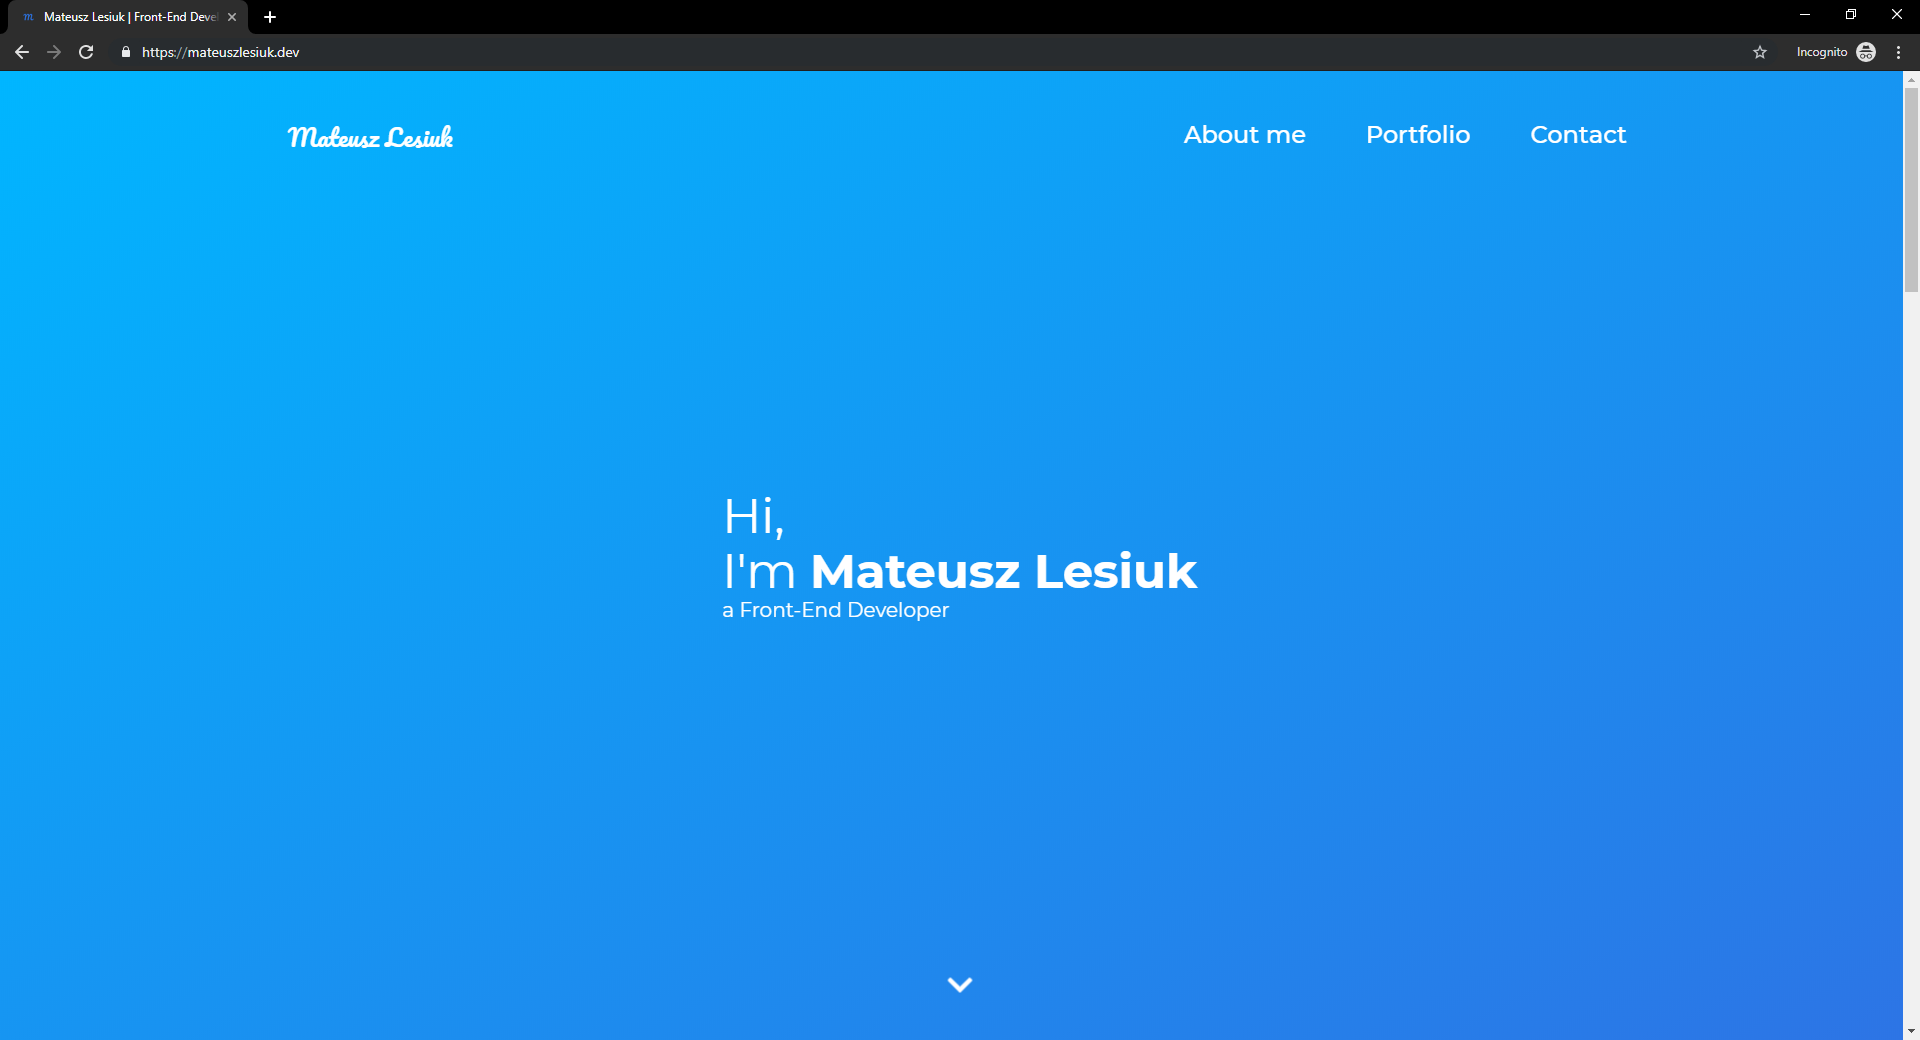 Mateusz Lesiuk | Front-End Devel
https://mateuszlesiuk.dev
Incognito
Mateusz Lesiuk
About me
Portfolio
Contact
Hi,
I'm Mateusz Lesiuk
a Front-End Developer